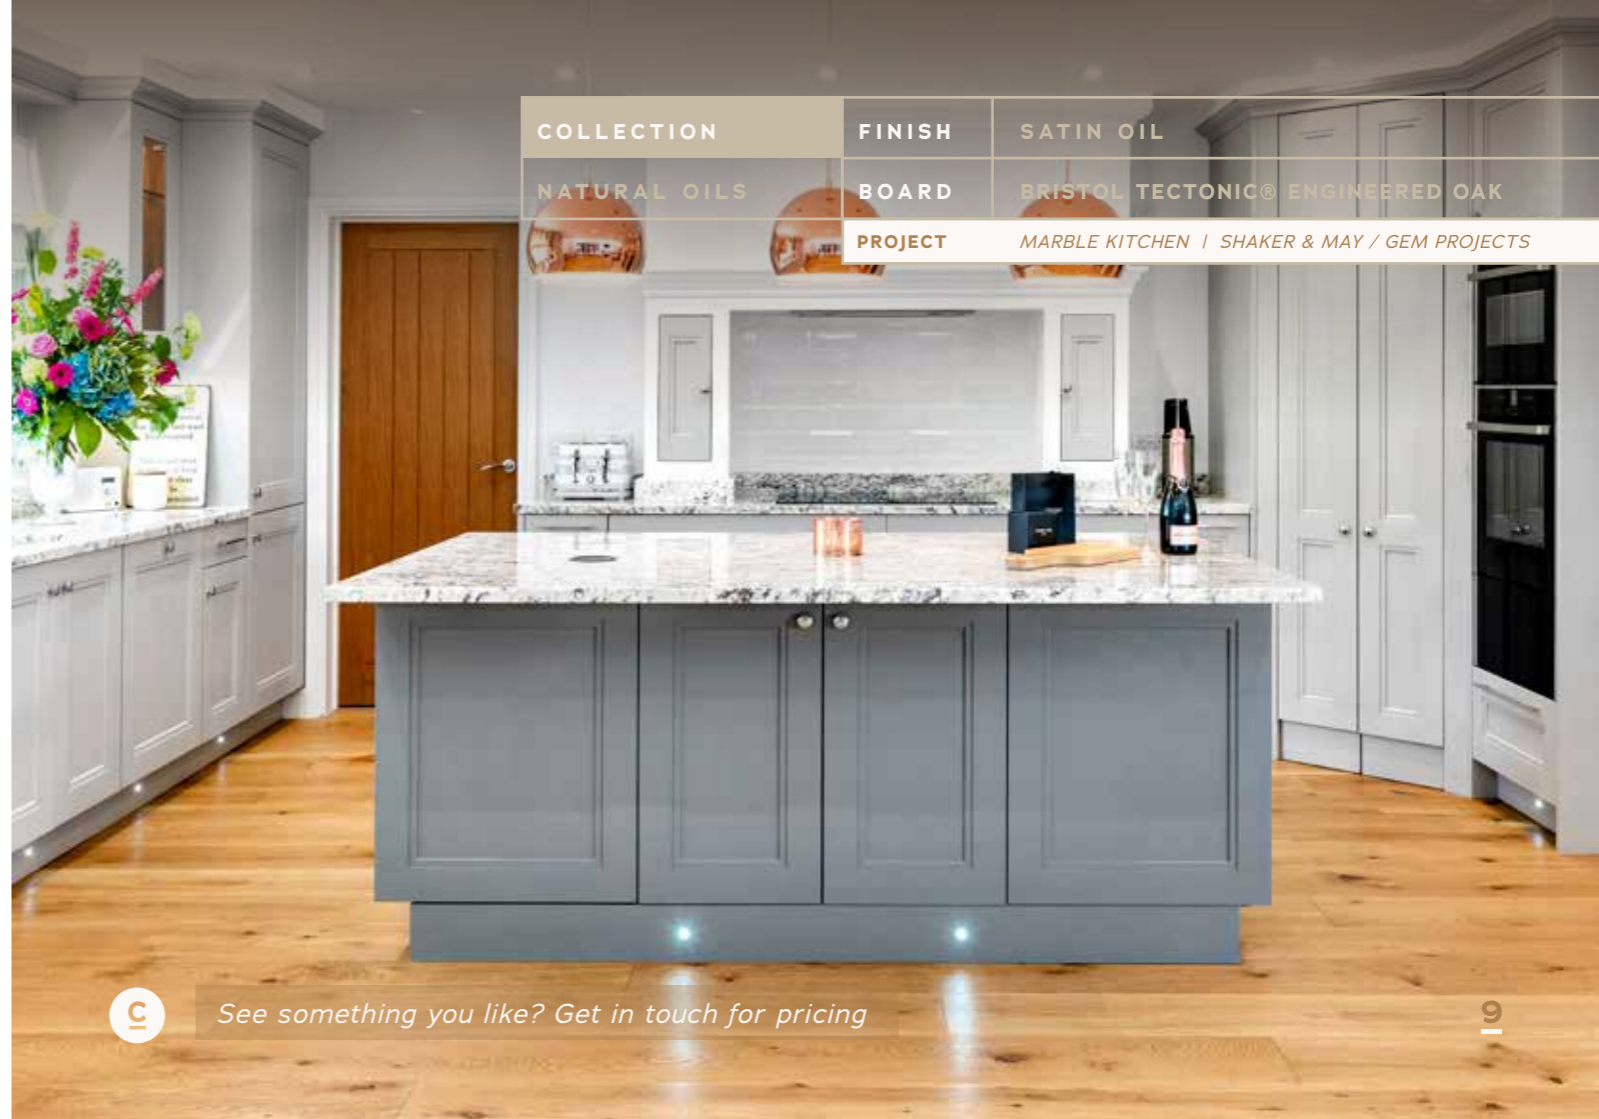 COLLECTION
NATURAL OILS
FINISH
SATIN OIL
BOARD
BRISTOL TECTONIC® ENGINEERED OAK
PROJECT
MARBLE KITCHEN | SHAKER & MAY / GEM PROJECTS
C
See something you like? Get in touch for pricing
9